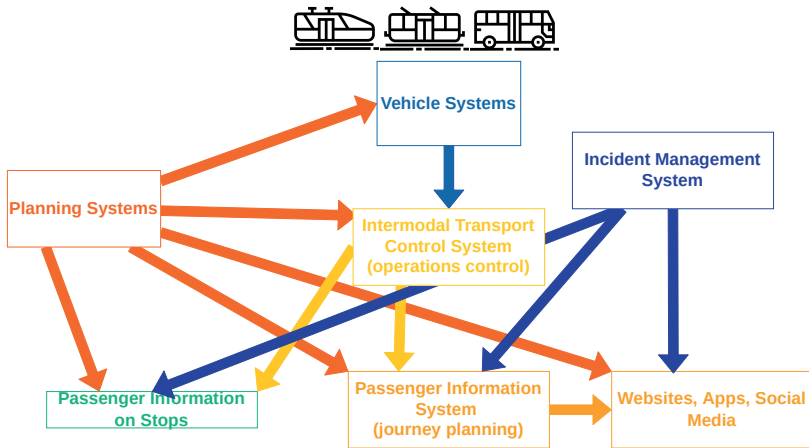 Vehicle Systems
Incident Management
System
Planning Systems
Intermodal Transport
Control System
(operations control)
Passenger Information
on Stops
Passenger Information
System
(journey planning)
Websites, Apps, Social
Media